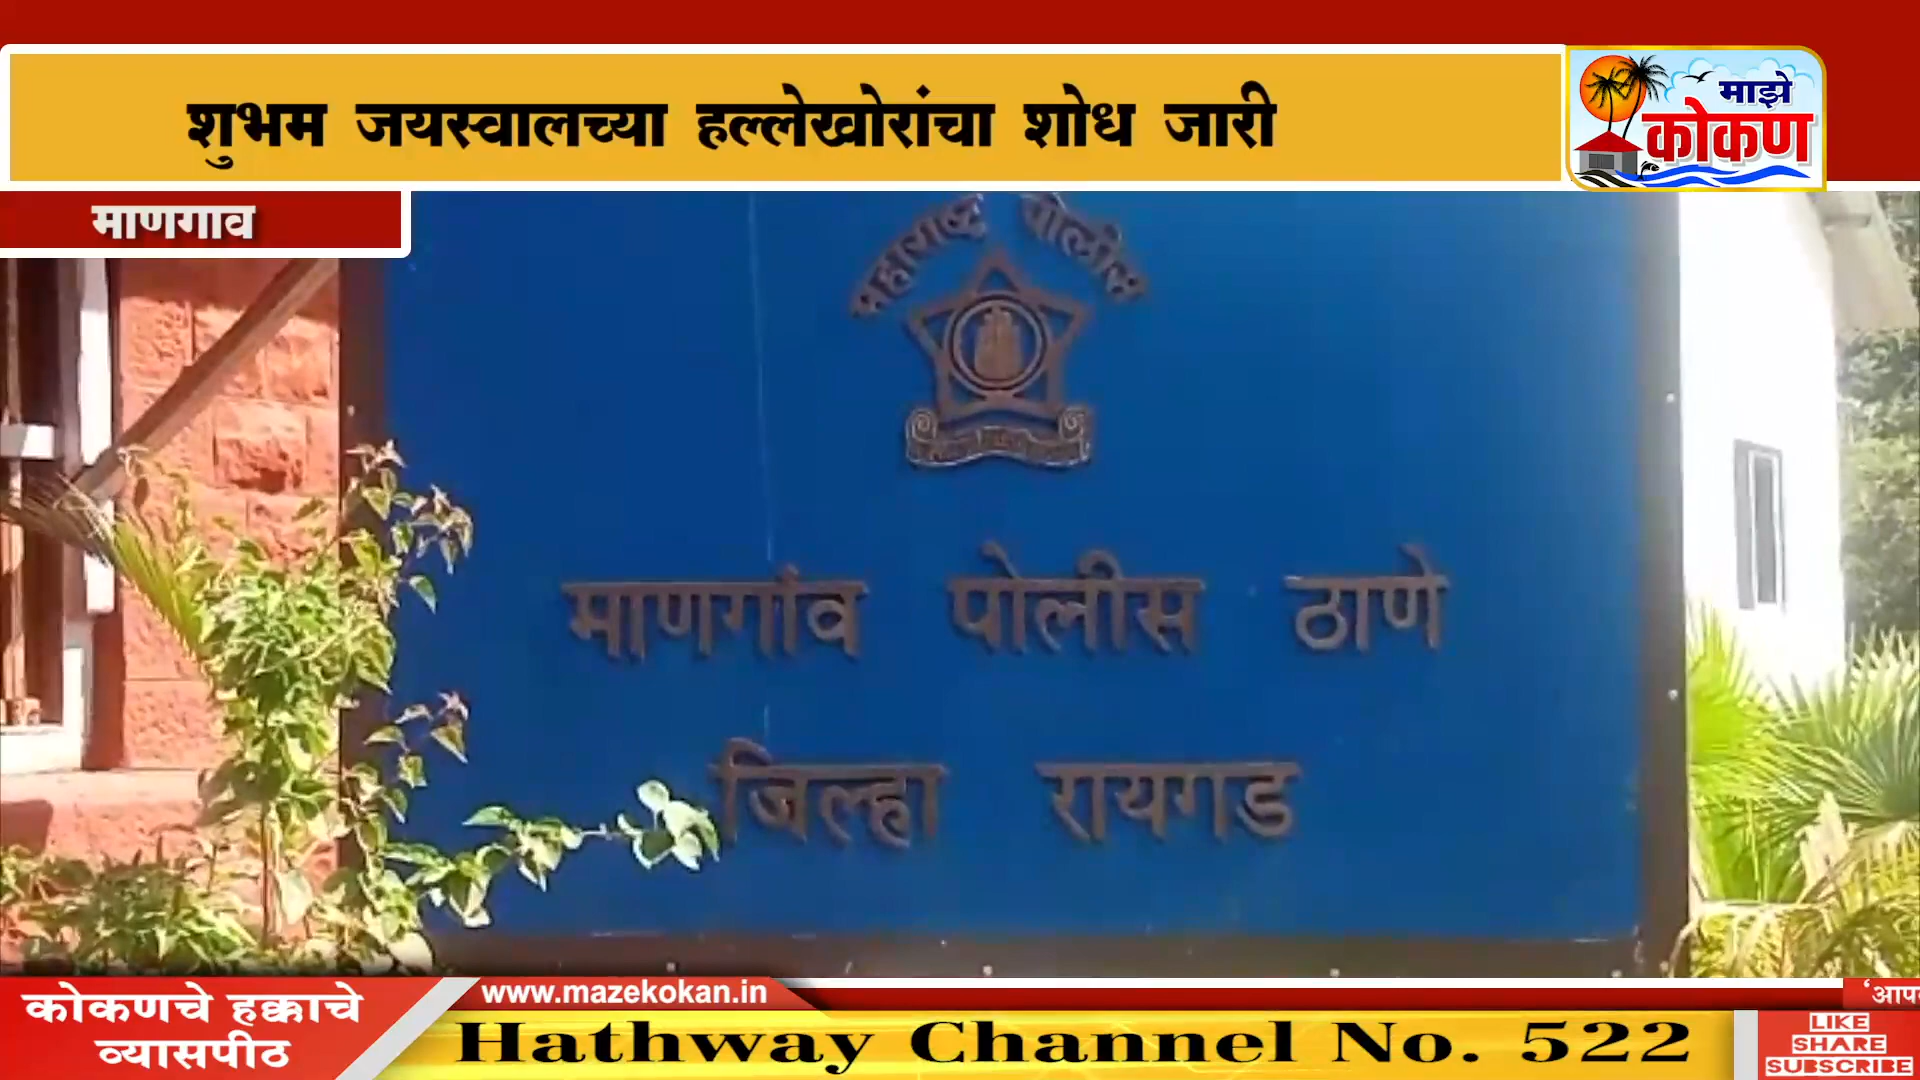 शुभम जयस्वालच्या हल्लेखोरांचा शोध जारी
माझे
कोकण
माणगाव
महाराष्ट्र पोलीस
माणगांव पोलीस ठाणे
जिल्हा रायगड
कोकणचे हक्काचे
व्यासपीठ
www.mazekokan.in
Hathway Channel No. 522
LIKE
SHARE
SUBSCRIBE